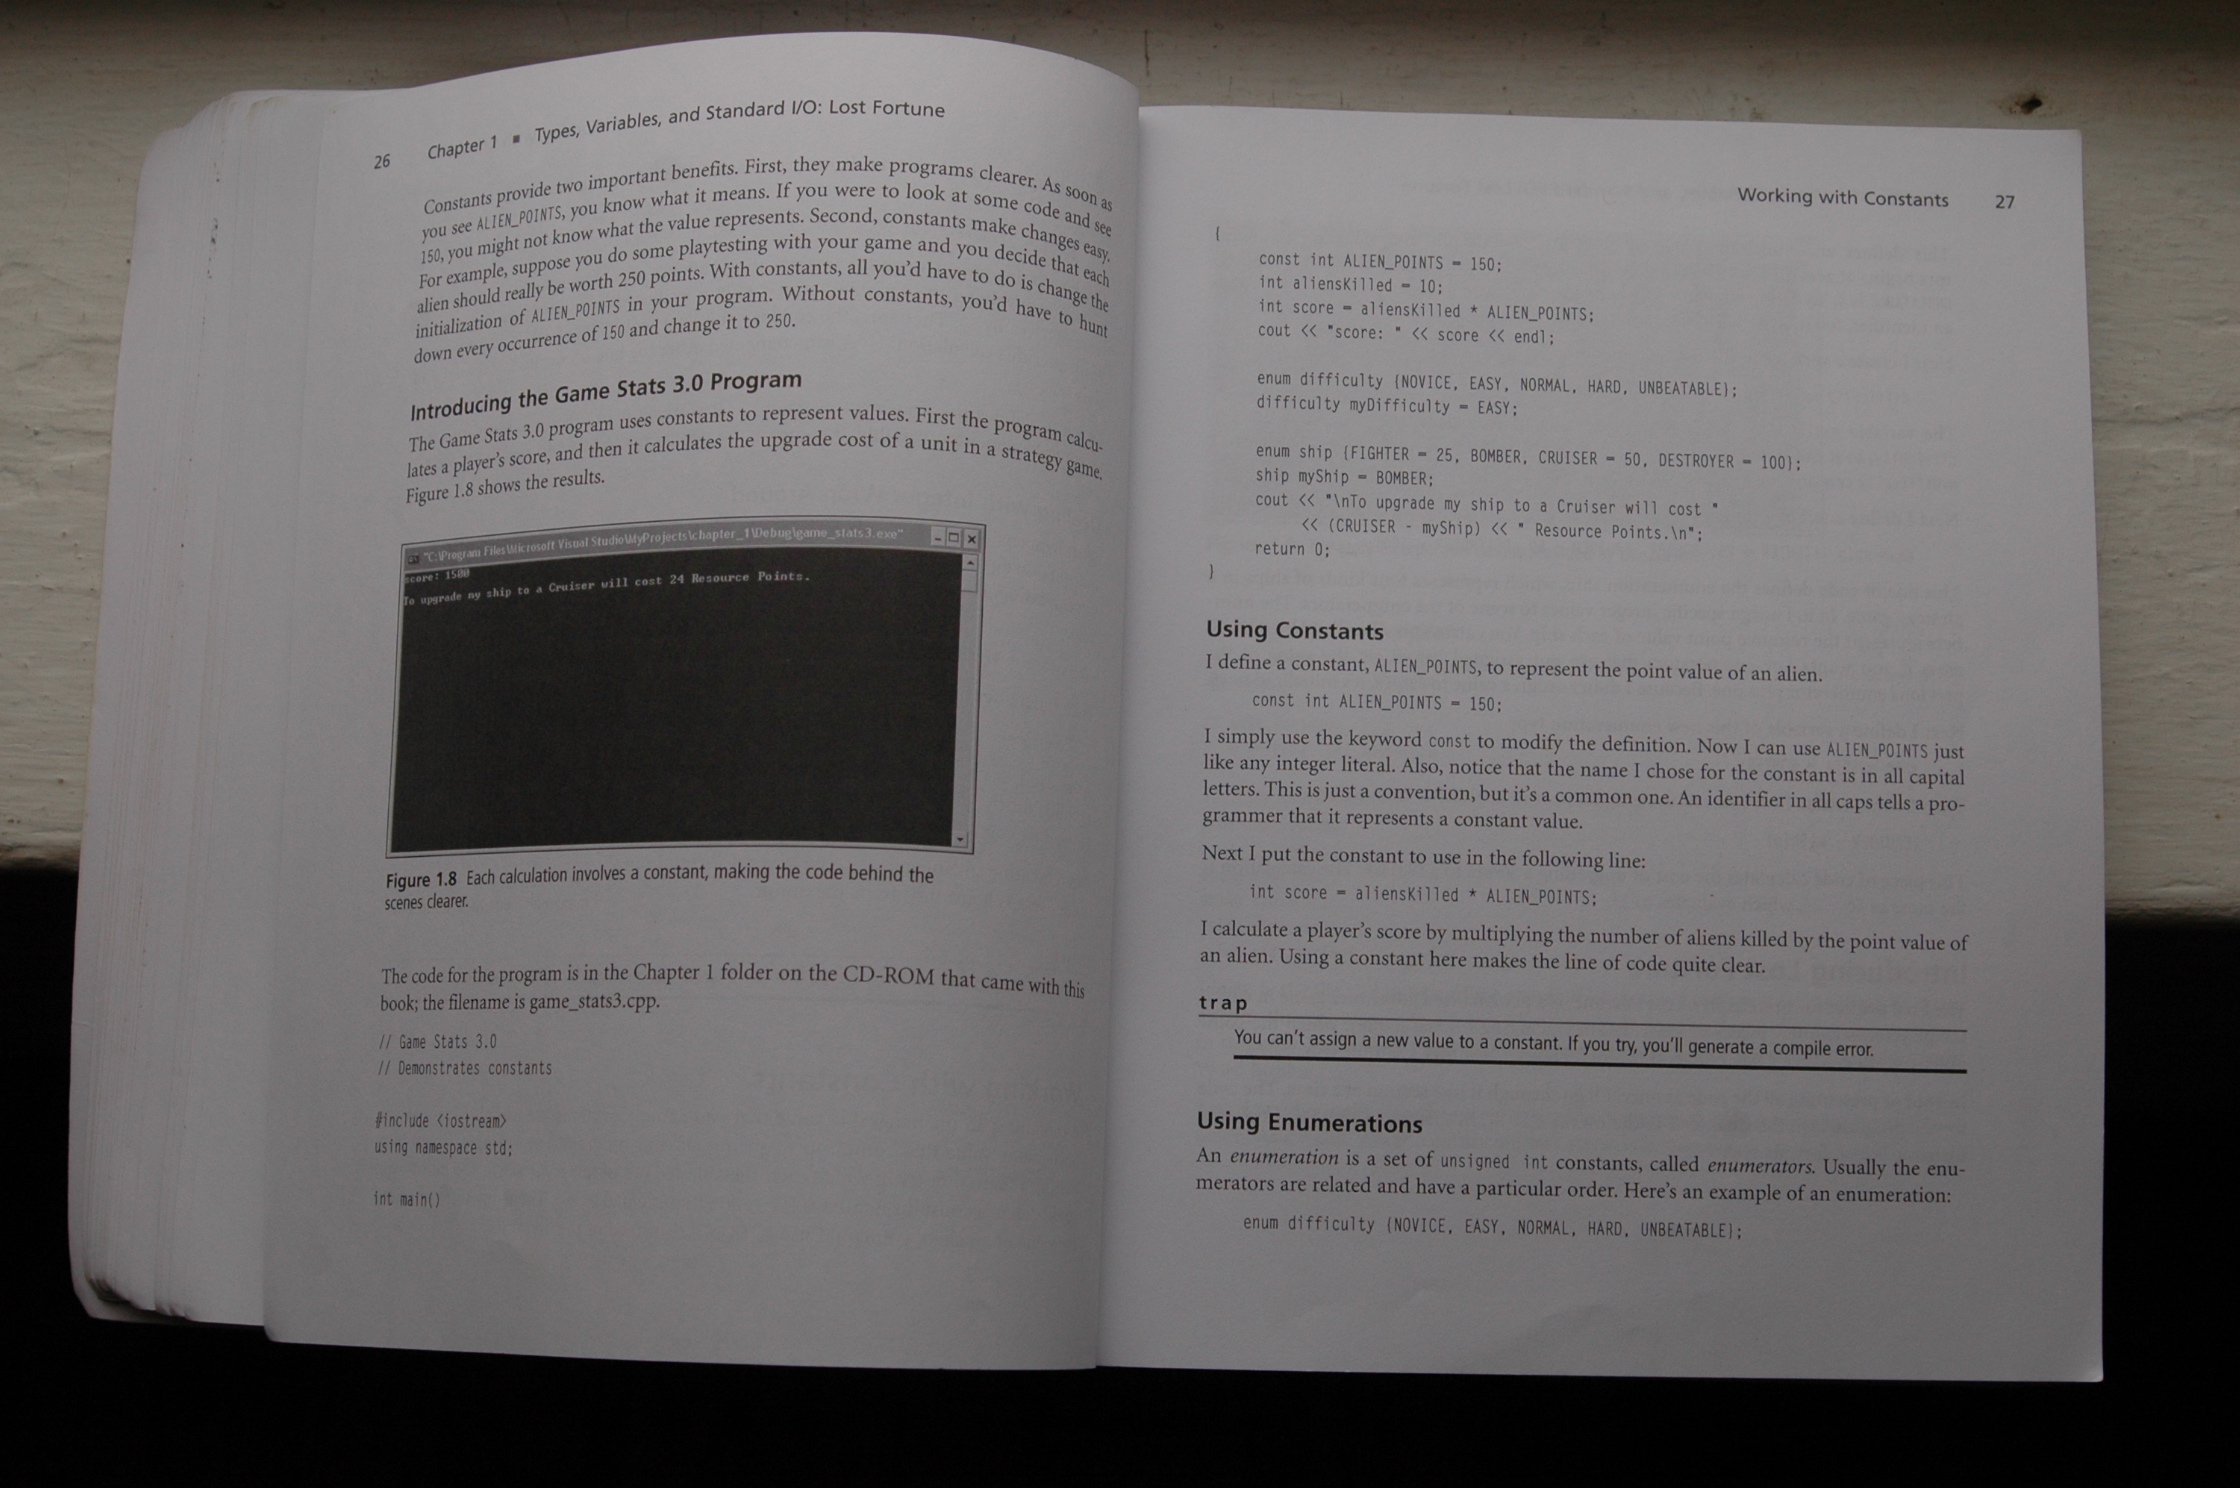 26 Chapter 1 ■ Types, Variables, and Standard I/O: Lost Fortune
Constants provide two important benefits. First, they make programs clearer. As soon as
you see ALIEN_POINTS, you know what it means. If you were to look at some code and see
150, you might not know what the value represents. Second, constants make changes easy.
For example, suppose you do some playtesting with your game and you decide that each
alien should really be worth 250 points. With constants, all you'd have to do is change the
initialization of ALIEN_POINTS in your program. Without constants, you'd have to hunt
down every occurrence of 150 and change it to 250.
Introducing the Game Stats 3.0 Program
The Game Stats 3.0 program uses constants to represent values. First the program calcu-
lates a player's score, and then it calculates the upgrade cost of a unit in a strategy game.
Figure 1.8 shows the results.
"C:\Program Files\Microsoft Visual Studio\MyProjects\chapter_1\Debug\game_stats3.exe"
score: 1500
To upgrade my ship to a Cruiser will cost 24 Resource Points.
Figure 1.8 Each calculation involves a constant, making the code behind the
scenes clearer.
The code for the program is in the Chapter 1 folder on the CD-ROM that came with this
book; the filename is game_stats3.cpp.
// Game Stats 3.0
// Demonstrates constants
#include <iostream>
using namespace std;
int main()
Working with Constants 27
{
const int ALIEN_POINTS = 150;
int aliensKilled = 10;
int score = aliensKilled * ALIEN_POINTS;
cout << "score: " << score << endl;
enum difficulty {NOVICE, EASY, NORMAL, HARD, UNBEATABLE};
difficulty myDifficulty = EASY;
enum ship {FIGHTER = 25, BOMBER, CRUISER = 50, DESTROYER = 100};
ship myShip = BOMBER;
cout << "\nTo upgrade my ship to a Cruiser will cost "
<< (CRUISER - myShip) << " Resource Points.\n";
return 0;
}
Using Constants
I define a constant, ALIEN_POINTS, to represent the point value of an alien.
const int ALIEN_POINTS = 150;
I simply use the keyword const to modify the definition. Now I can use ALIEN_POINTS just
like any integer literal. Also, notice that the name I chose for the constant is in all capital
letters. This is just a convention, but it's a common one. An identifier in all caps tells a pro-
grammer that it represents a constant value.
Next I put the constant to use in the following line:
int score = aliensKilled * ALIEN_POINTS;
I calculate a player's score by multiplying the number of aliens killed by the point value of
an alien. Using a constant here makes the line of code quite clear.
trap
You can't assign a new value to a constant. If you try, you'll generate a compile error.
Using Enumerations
An enumeration is a set of unsigned int constants, called enumerators. Usually the enu-
merators are related and have a particular order. Here's an example of an enumeration:
enum difficulty {NOVICE, EASY, NORMAL, HARD, UNBEATABLE};